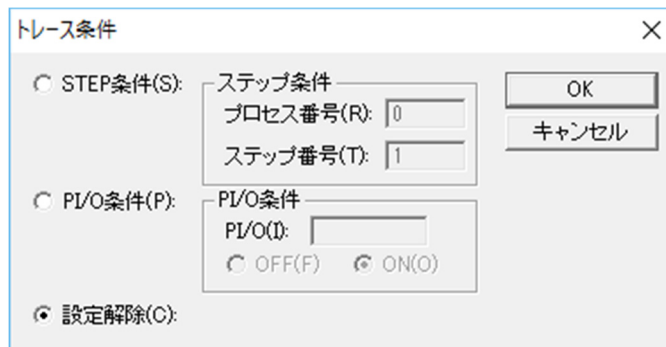 トレース条件
STEP条件(S):
ステップ条件
プロセス番号(R): 0
ステップ番号(T): 1
OK
キャンセル
PI/O条件(P):
PI/O条件
PI/O(I):
OFF(F) ON(O)
設定解除(C):